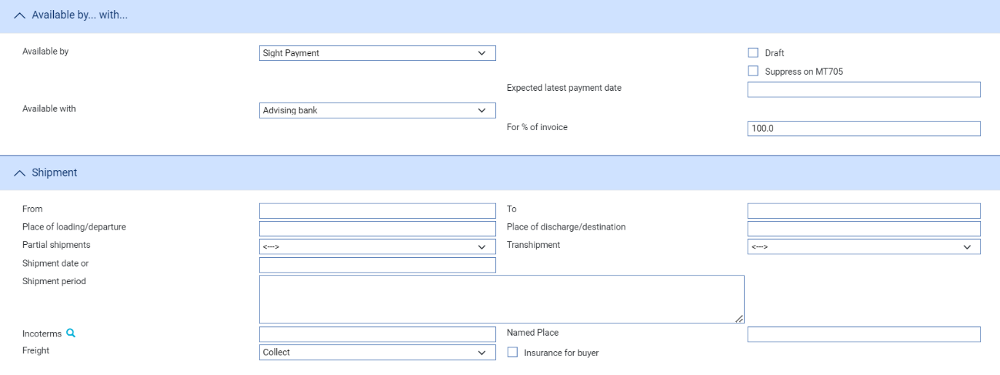 Available by... with...
Available by Sight Payment Draft
Suppress on MT705
Expected latest payment date
Available with Advising bank
For % of invoice 100.0
Shipment
From To
Place of loading/departure Place of discharge/destination
Partial shipments <---> Transhipment <--->
Shipment date or
Shipment period
Incoterms Named Place
Freight Collect Insurance for buyer